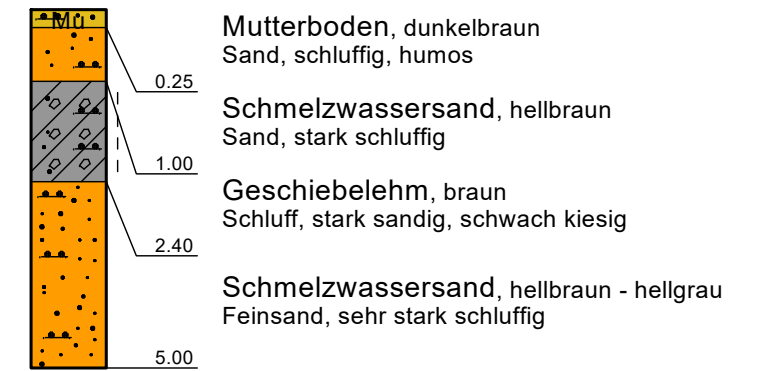 Mu
Mutterboden, dunkelbraun
Sand, schluffig, humos
0.25
Schmelzwassersand, hellbraun
Sand, stark schluffig
1.00
Geschiebelehm, braun
Schluff, stark sandig, schwach kiesig
2.40
Schmelzwassersand, hellbraun - hellgrau
Feinsand, sehr stark schluffig
5.00